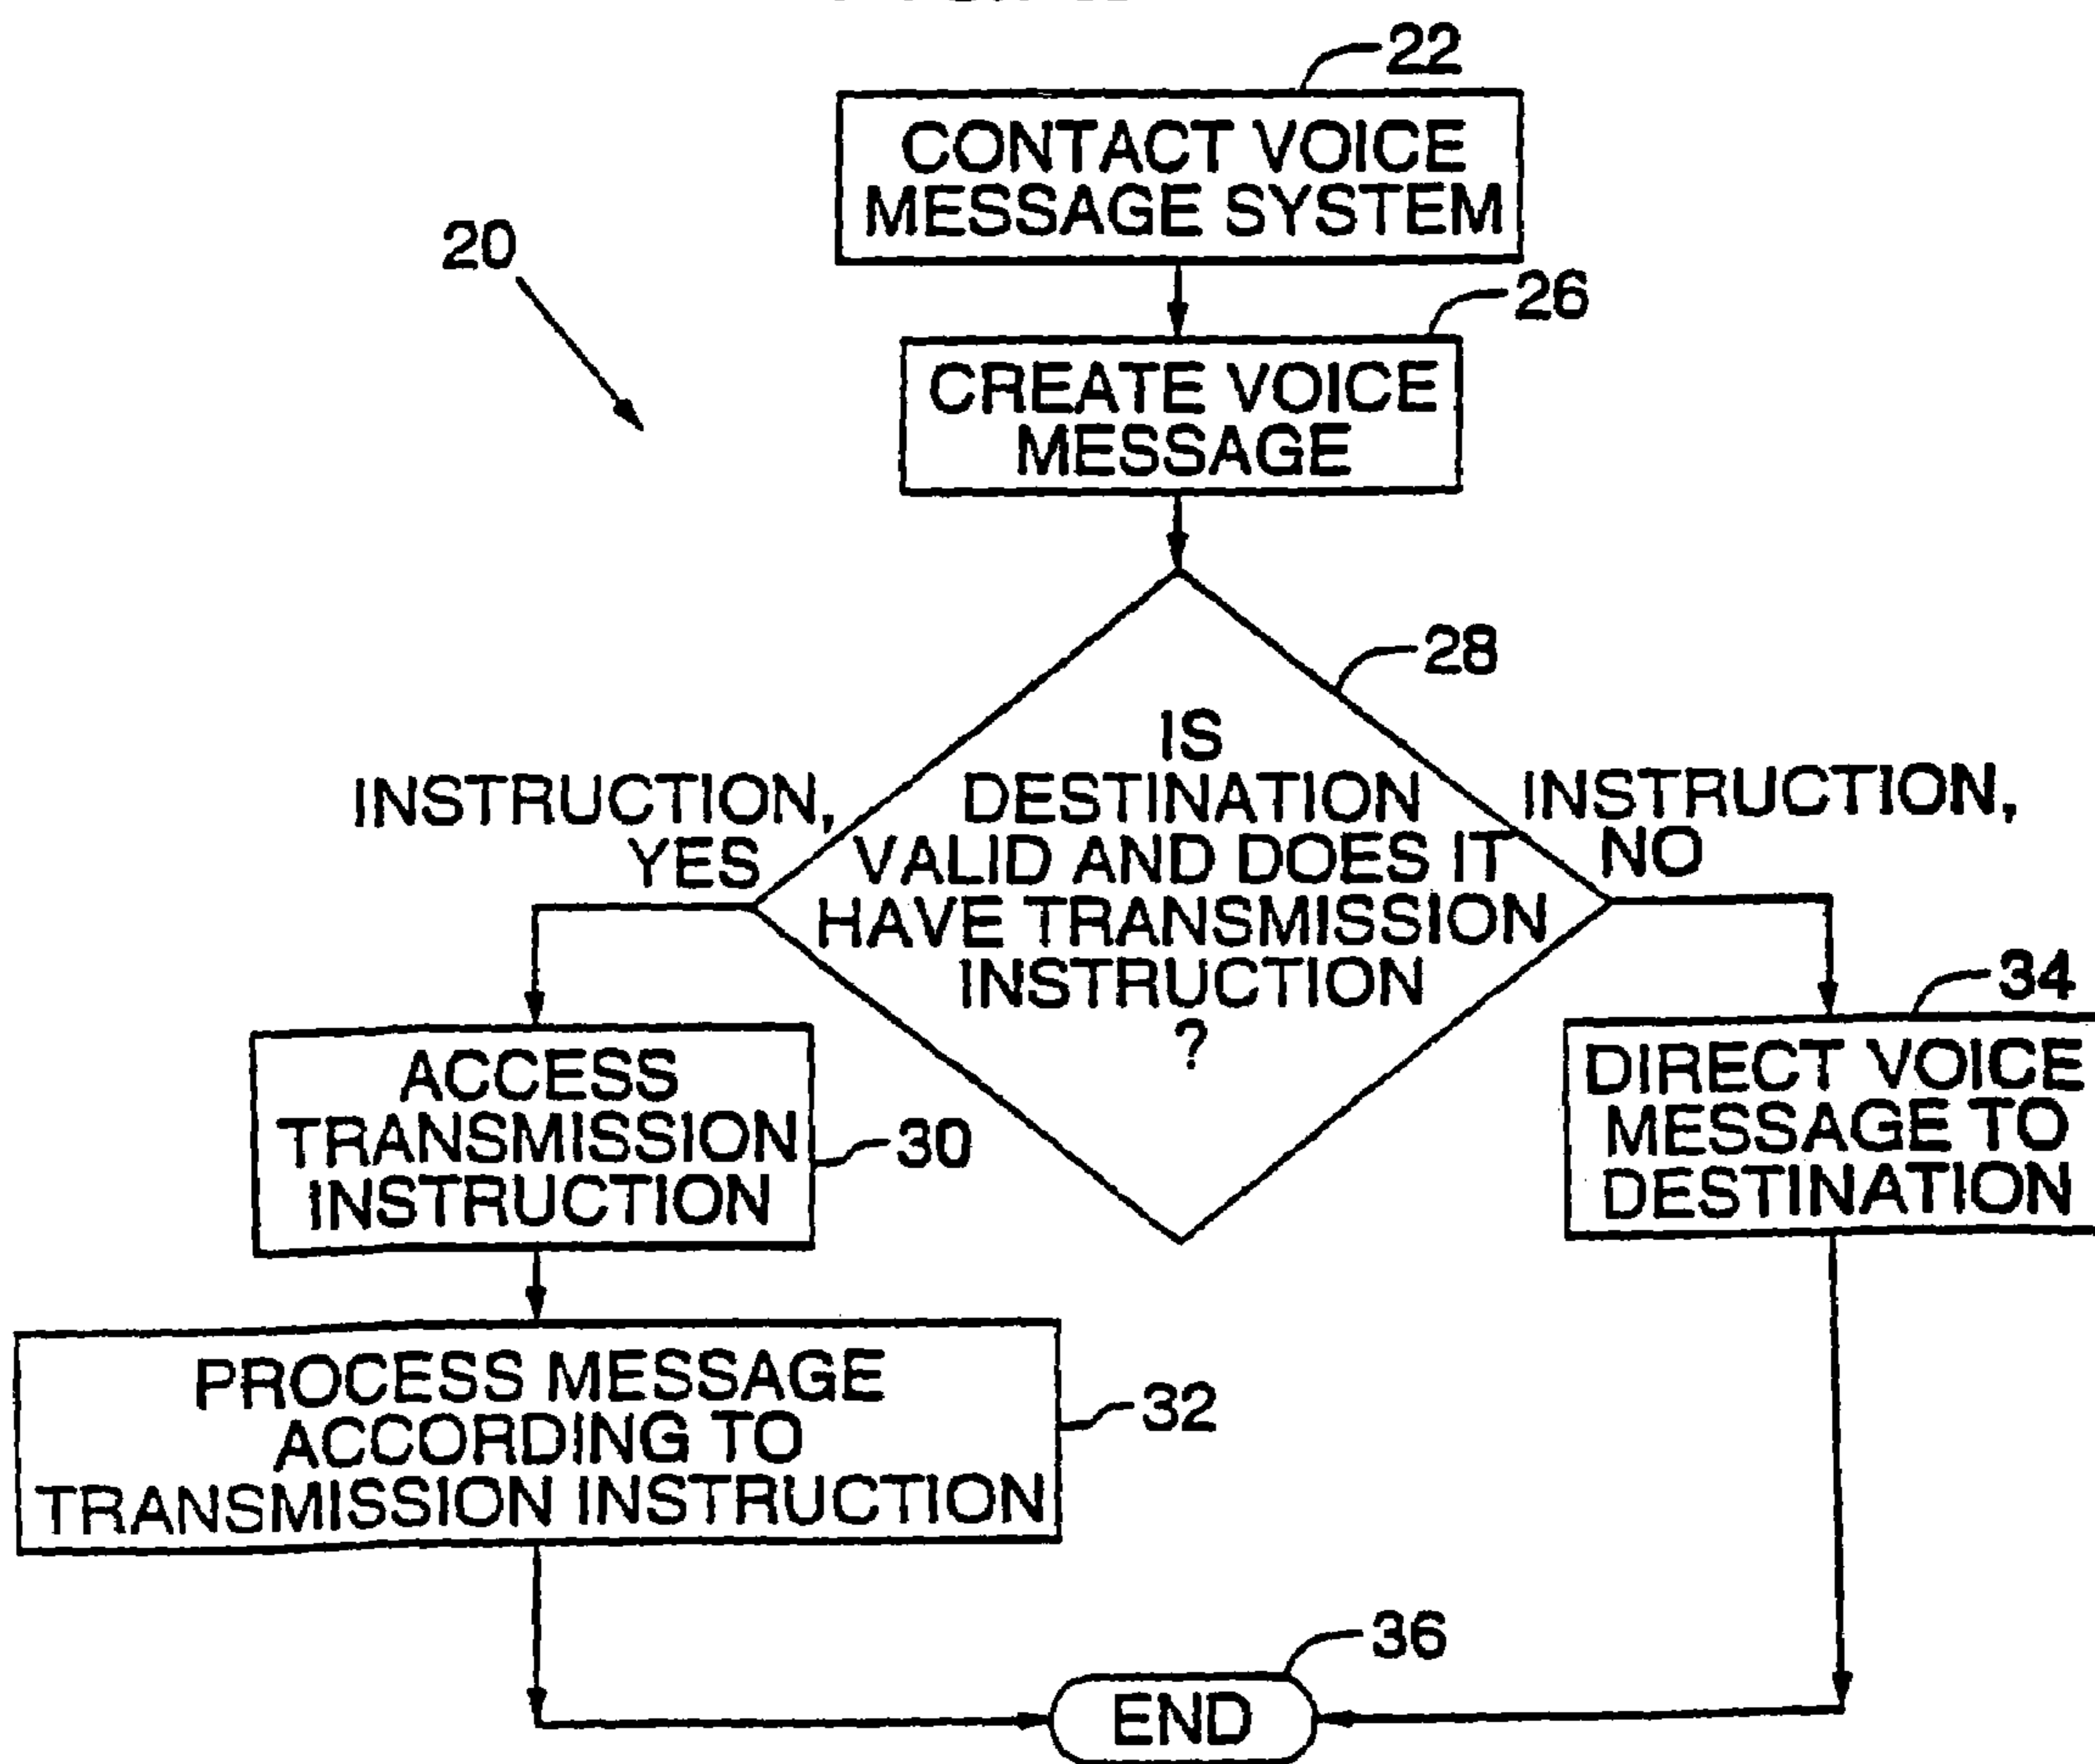 22
CONTACT VOICE
MESSAGE SYSTEM
20
26
CREATE VOICE
MESSAGE
28
IS
DESTINATION
VALID AND DOES IT
HAVE TRANSMISSION
INSTRUCTION
?
INSTRUCTION,
YES
INSTRUCTION,
NO
ACCESS
TRANSMISSION
INSTRUCTION
30
34
DIRECT VOICE
MESSAGE TO
DESTINATION
PROCESS MESSAGE
ACCORDING TO
TRANSMISSION INSTRUCTION
32
36
END